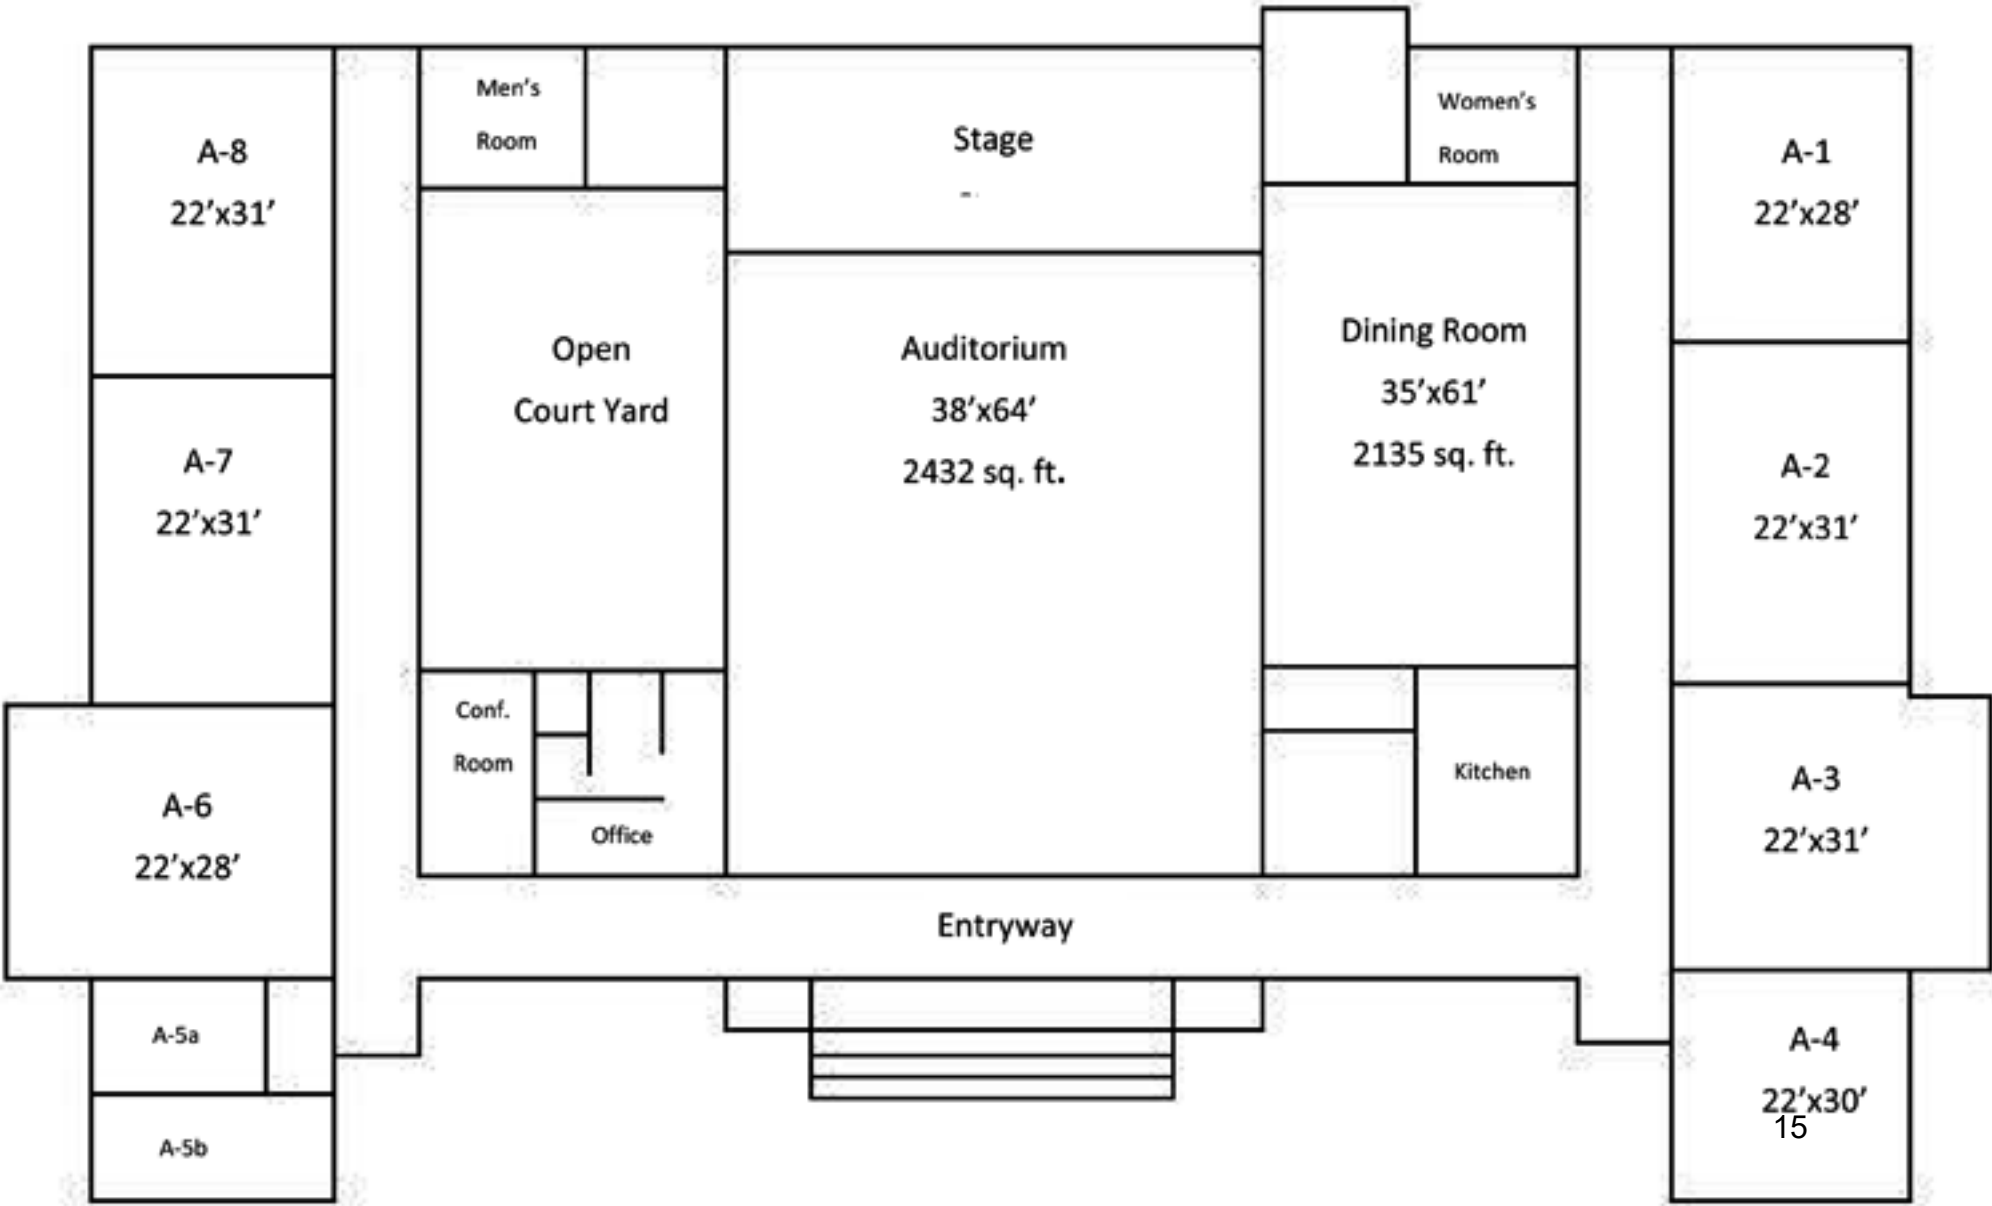 Men's
Room
Women's
Room
Stage
A-8
22'x31'
A-1
22'x28'
Open
Court Yard
Auditorium
38'x64'
2432 sq. ft.
Dining Room
35'x61'
2135 sq. ft.
A-7
22'x31'
A-2
22'x31'
Conf.
Room
Office
Kitchen
A-6
22'x28'
A-3
22'x31'
Entryway
A-5a
A-5b
A-4
22'x30'
15